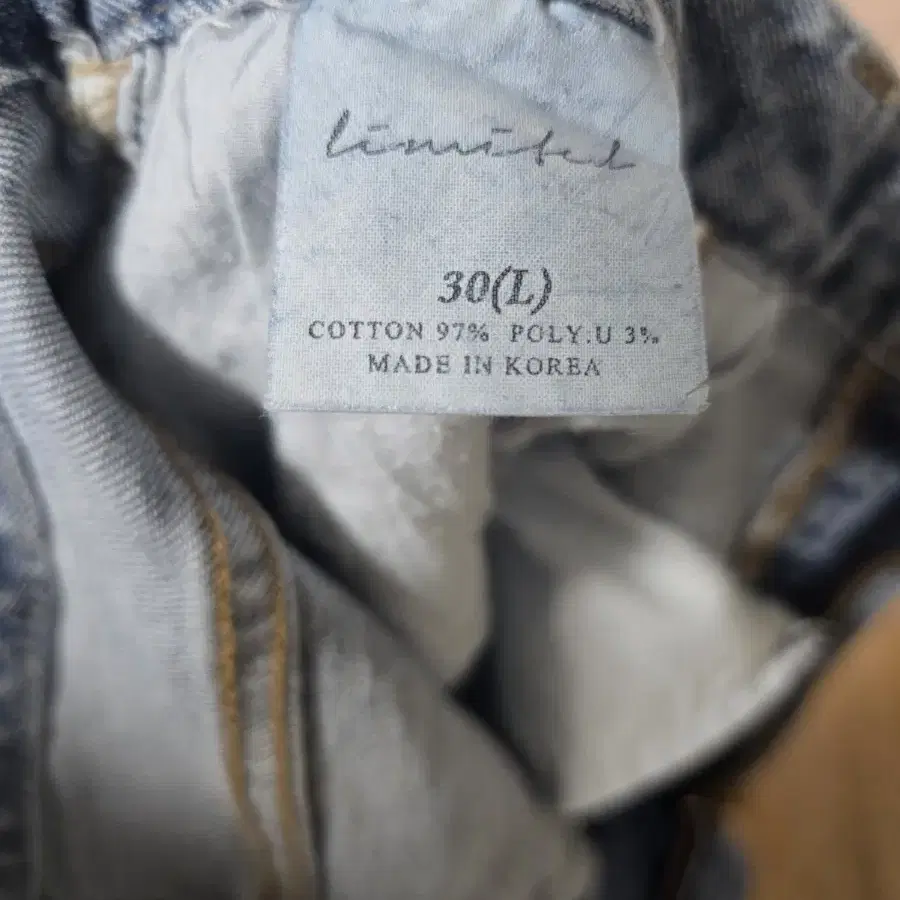 limited
30(L)
COTTON 97% POLY.U 3%
MADE IN KOREA